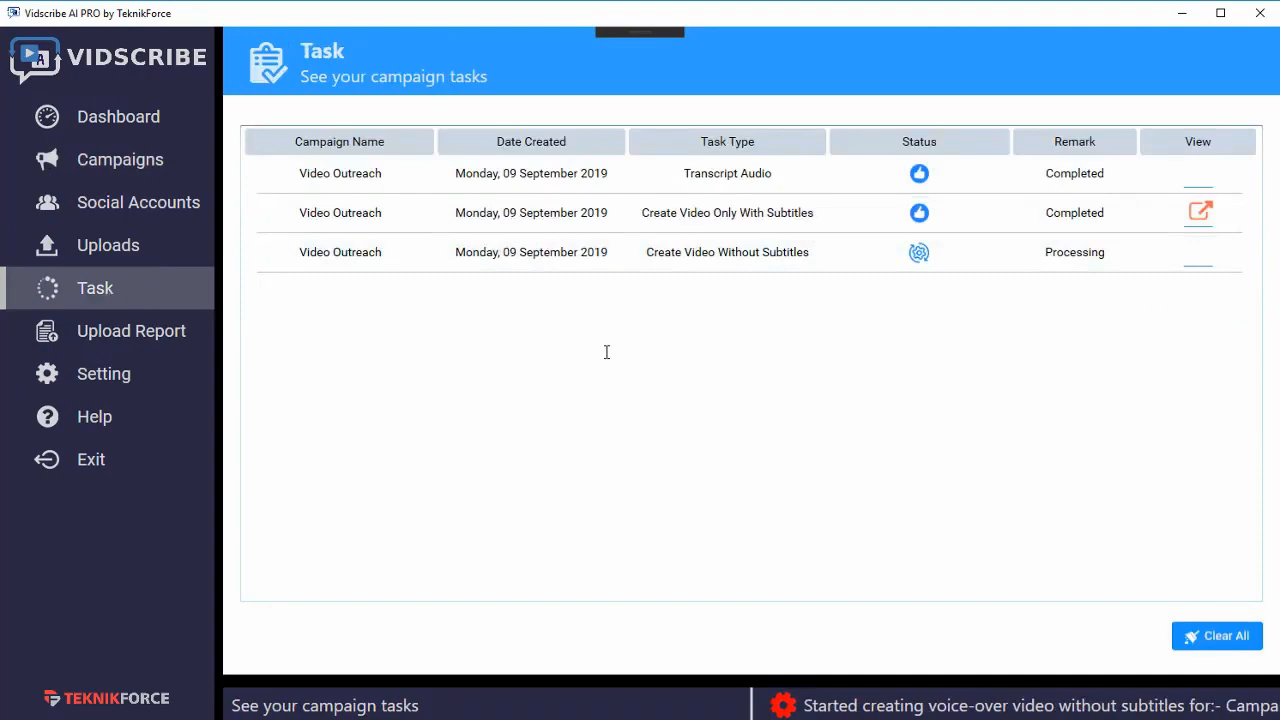 Vidscribe AI PRO by TeknikForce
VIDSCRIBE
Dashboard
Campaigns
Social Accounts
Uploads
Task
Upload Report
Setting
Help
Exit
TEKNIKFORCE
Task
See your campaign tasks
Campaign Name Date Created Task Type Status Remark View
Video Outreach Monday, 09 September 2019 Transcript Audio Completed
Video Outreach Monday, 09 September 2019 Create Video Only With Subtitles Completed
Video Outreach Monday, 09 September 2019 Create Video Without Subtitles Processing
Clear All
See your campaign tasks
Started creating voice-over video without subtitles for:- Campa